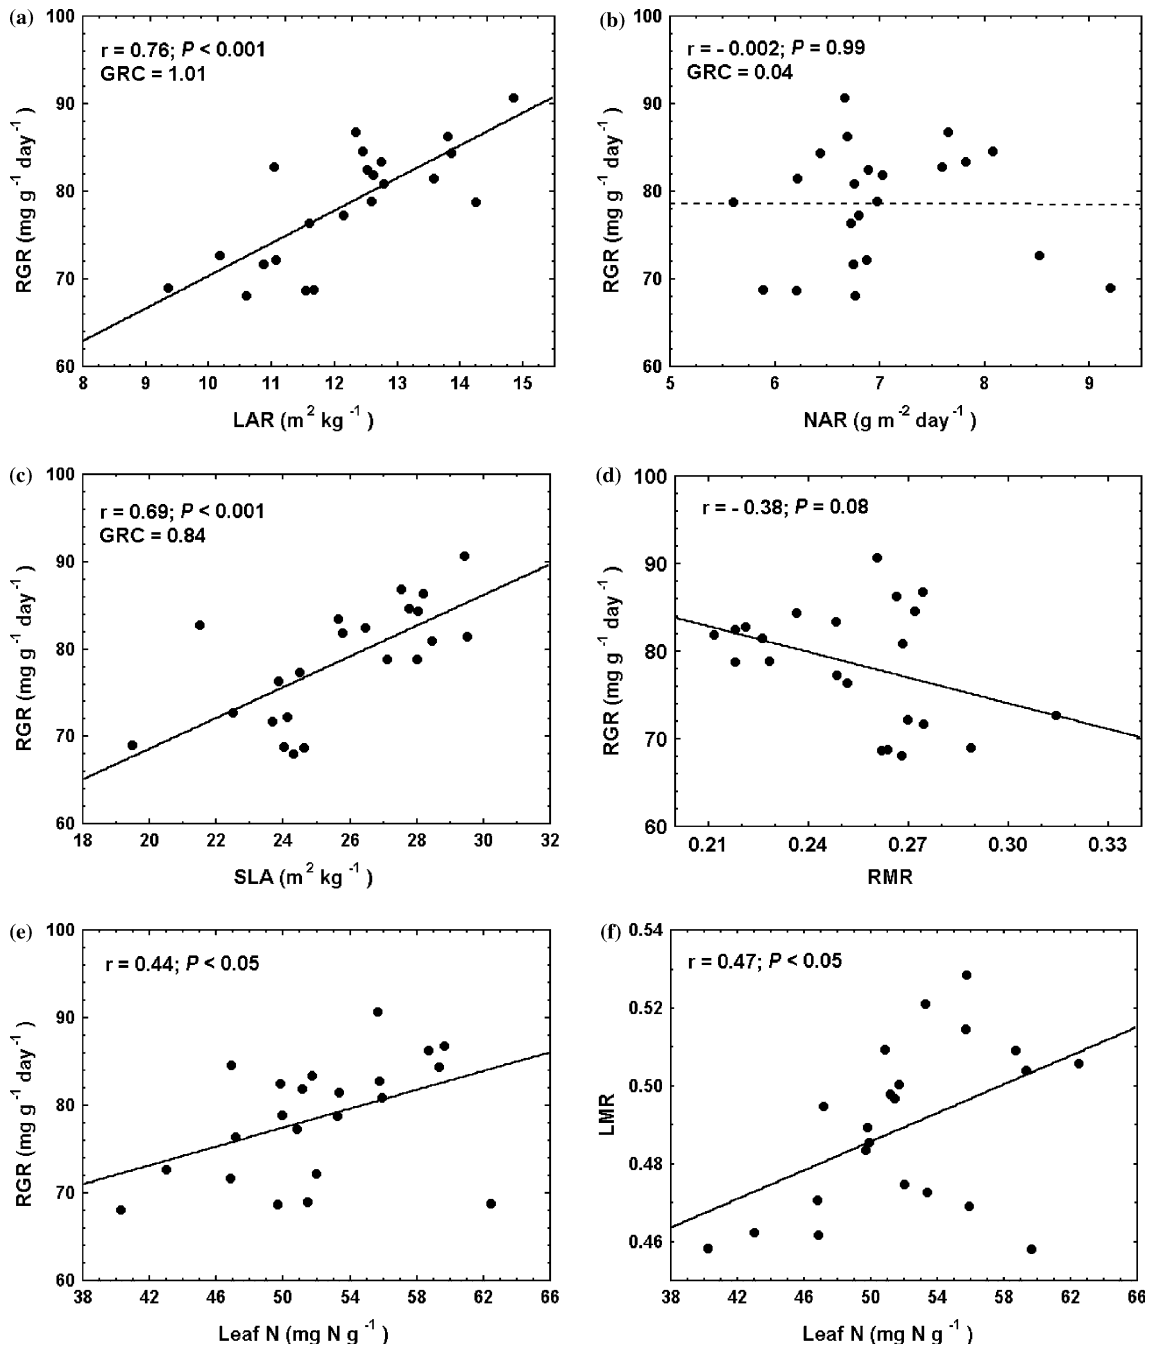 (a)
r = 0.76; P < 0.001
GRC = 1.01
100
90
80
70
60
RGR (mg g⁻¹ day⁻¹)
8 9 10 11 12 13 14 15
LAR (m² kg⁻¹)
(b)
r = - 0.002; P = 0.99
GRC = 0.04
100
90
80
70
60
RGR (mg g⁻¹ day⁻¹)
5 6 7 8 9
NAR (g m⁻² day⁻¹)
(c)
r = 0.69; P < 0.001
GRC = 0.84
100
90
80
70
60
RGR (mg g⁻¹ day⁻¹)
18 20 22 24 26 28 30 32
SLA (m² kg⁻¹)
(d)
r = - 0.38; P = 0.08
100
90
80
70
60
RGR (mg g⁻¹ day⁻¹)
0.21 0.24 0.27 0.30 0.33
RMR
(e)
r = 0.44; P < 0.05
100
90
80
70
60
RGR (mg g⁻¹ day⁻¹)
38 42 46 50 54 58 62 66
Leaf N (mg N g⁻¹)
(f)
r = 0.47; P < 0.05
0.54
0.52
0.50
0.48
0.46
LMR
38 42 46 50 54 58 62 66
Leaf N (mg N g⁻¹)